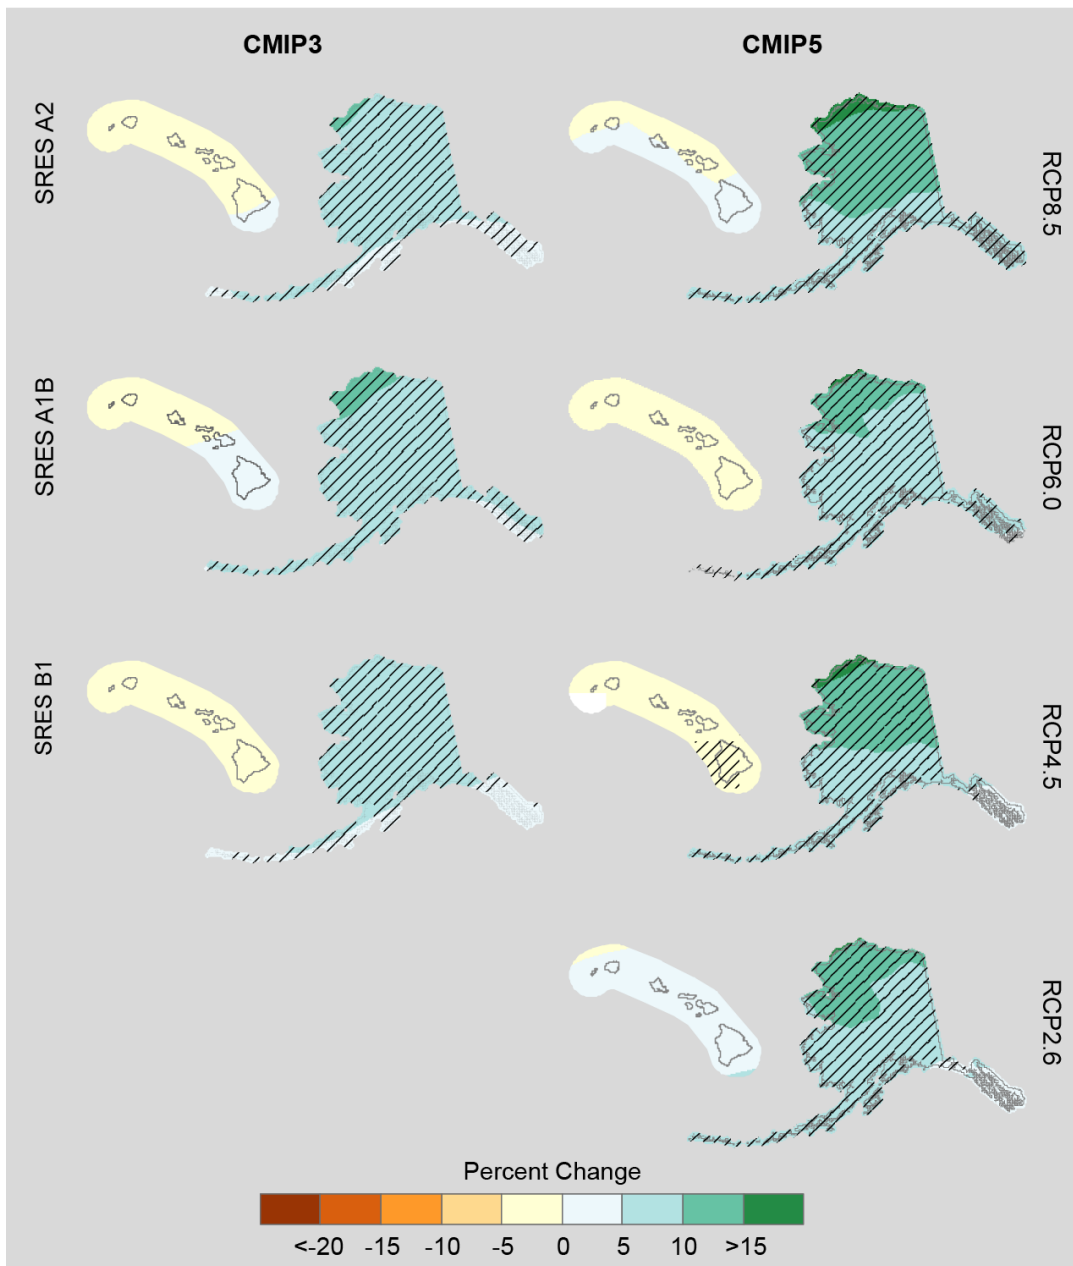 CMIP3
CMIP5
SRES A2
RCP8.5
SRES A1B
RCP6.0
SRES B1
RCP4.5
RCP2.6
Percent Change
<-20 -15 -10 -5 0 5 10 >15